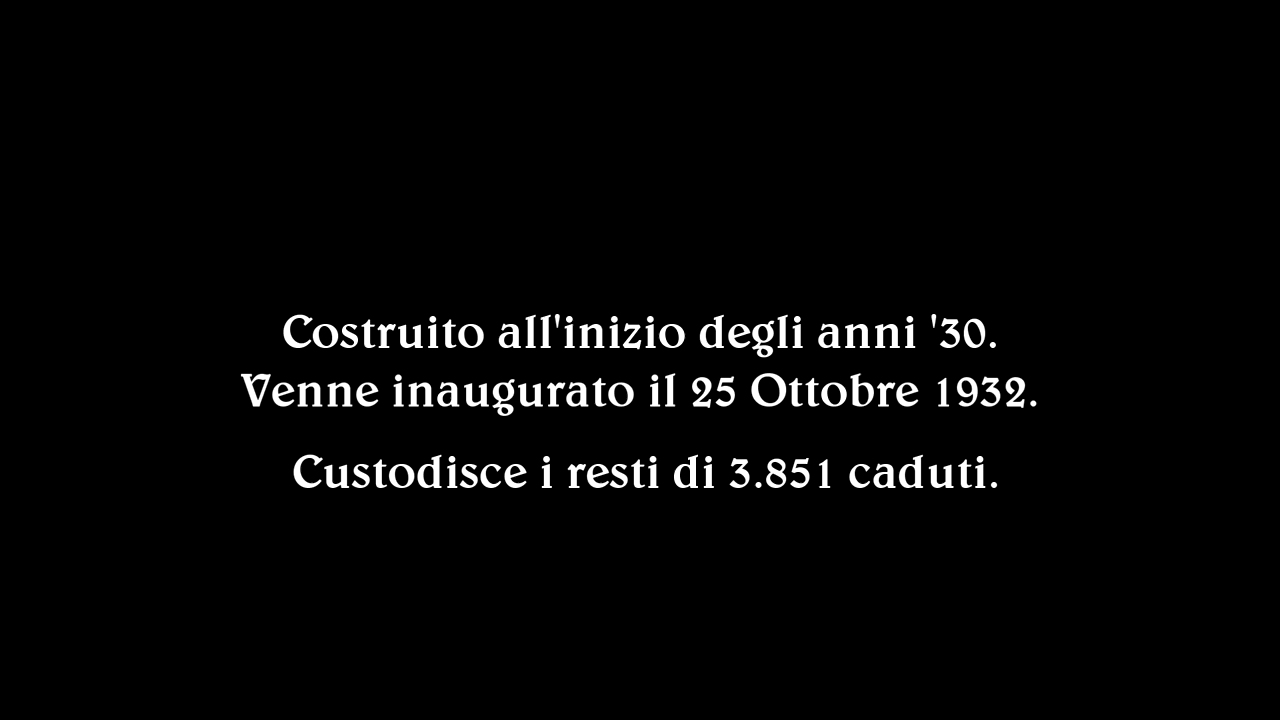 Costruito all'inizio degli anni '30.
Venne inaugurato il 25 Ottobre 1932.
Custodisce i resti di 3.851 caduti.